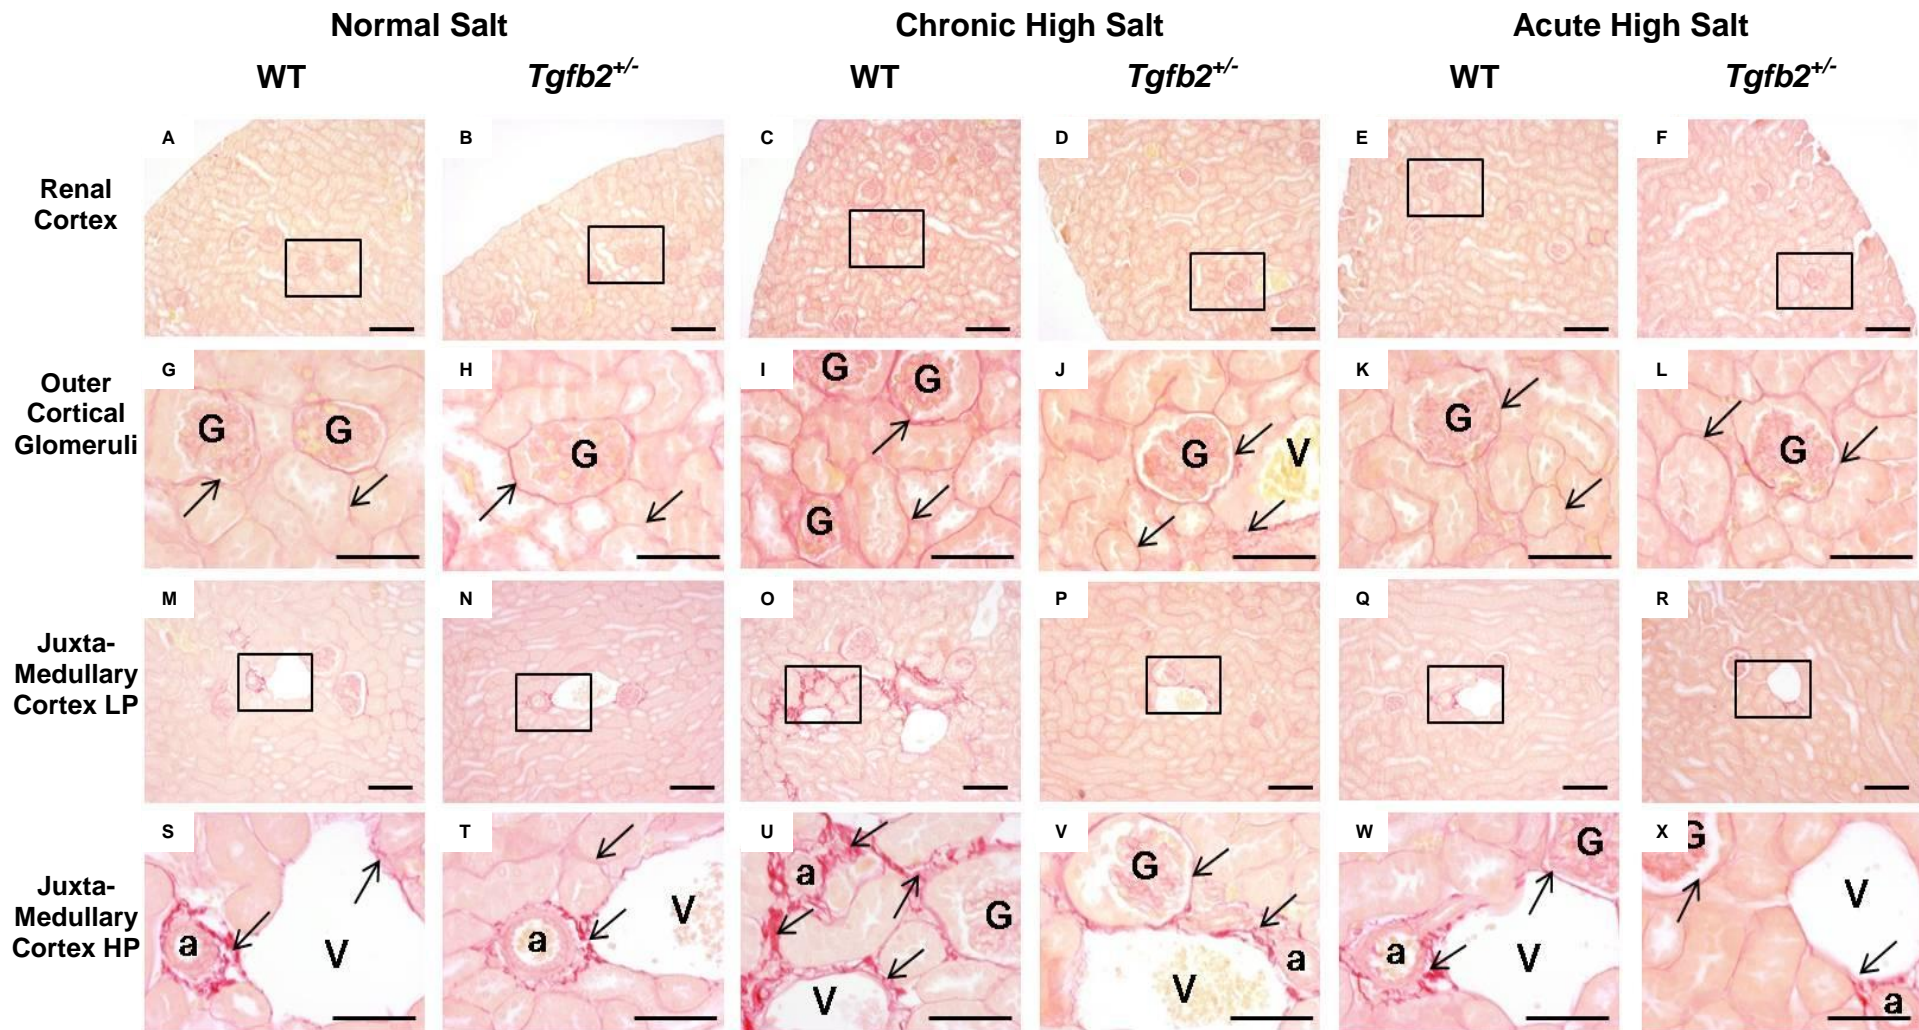 Normal Salt Chronic High Salt Acute High Salt
WT Tgfb2+/- WT Tgfb2+/- WT Tgfb2+/-
Renal
Cortex
A B C D E F
Outer
Cortical
Glomeruli
G H I J K L
G G G G G G G V G G
Juxta-
Medullary
Cortex LP
M N O P Q R
Juxta-
Medullary
Cortex HP
S T U V W X
a V a V a G V G V a a V G G V a